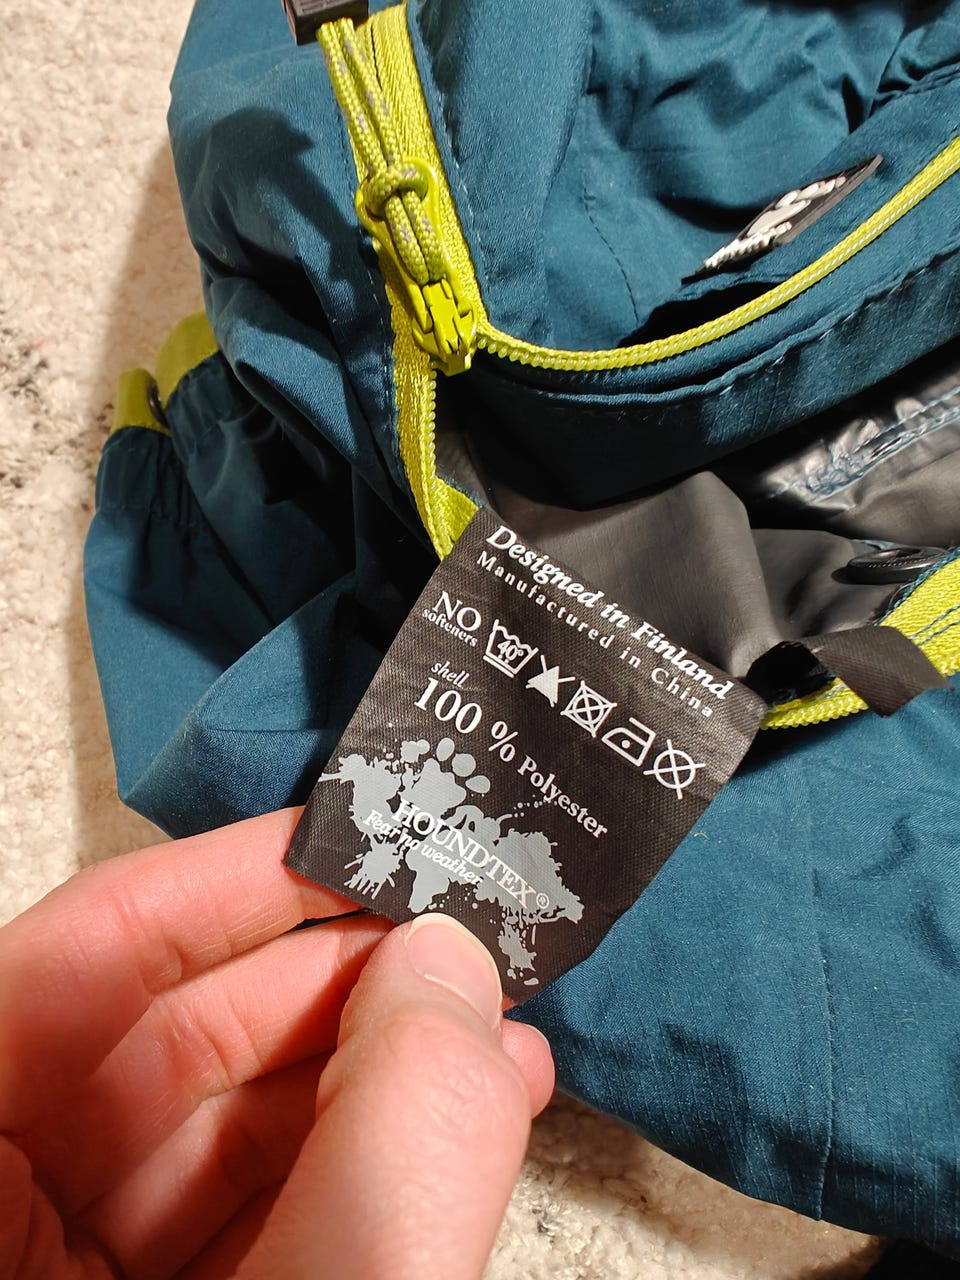 Designed in Finland
Manufactured in China
NO
softeners
40°
shell
100 % Polyester
HOUNDTEX®
Fear no weather